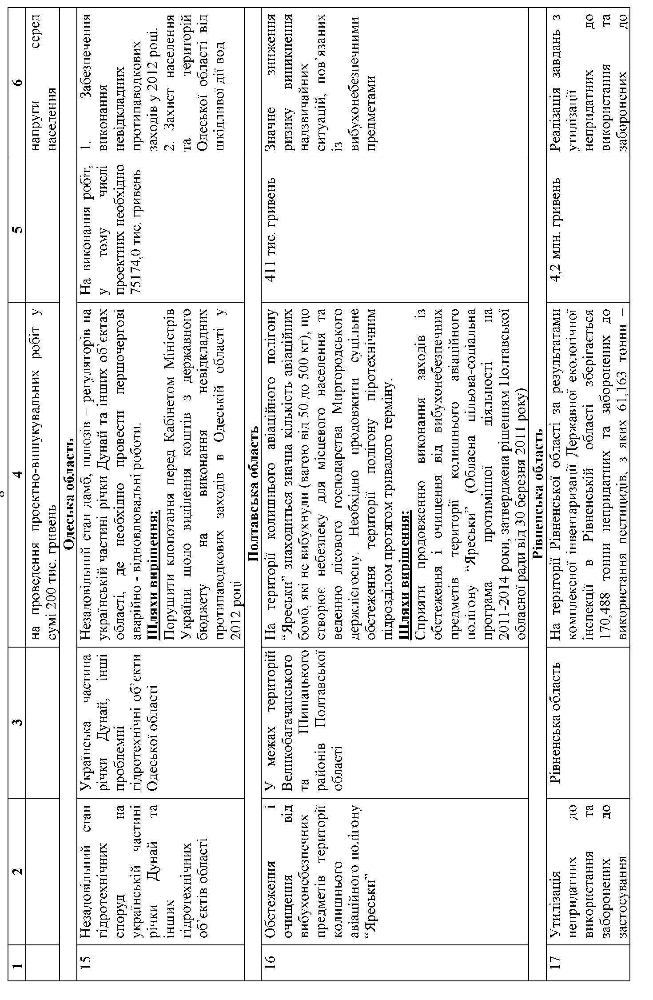 1 2 3 4 5 6
на проведення проектно-вишукувальних робіт у
сумі 200 тис. гривень
напруги серед
населення
Одеська область
15
Незадовільний стан
гідротехнічних
споруд на
українській частині
річки Дунай та
інших
гідротехнічних
об’єктів області
Українська частина
річки Дунай, інші
проблемні
гідротехнічні об’єкти
Одеської області
Незадовільний стан дамб, шлюзів – регуляторів на
українській частині річки Дунай та інших об’єктах
області, де необхідно провести першочергові
аварійно - відновлювальні роботи.
Шляхи вирішення:
Порушити клопотання перед Кабінетом Міністрів
України щодо виділення коштів з державного
бюджету на виконання невідкладних
протипаводкових заходів в Одеській області у
2012 році
На виконання робіт,
у тому числі
проектних необхідно
75174,0 тис. гривень
1. Забезпечення
виконання
невідкладних
протипаводкових
заходів у 2012 році.
2. Захист населення
та територій
Одеської області від
шкідливої дії вод
Полтавська область
16
Обстеження і
очищення від
вибухонебезпечних
предметів території
колишнього
авіаційного полігону
“Яреськи”
У межах територій
Великобагачанського
та Шишацького
районів Полтавської
області
На території колишнього авіаційного полігону
“Яреськи” знаходиться значна кількість авіаційних
бомб, які не вибухнули (вагою від 50 до 500 кг), що
створює небезпеку для місцевого населення та
веденню лісового господарства Миргородського
держлісгоспу. Необхідно продовжити суцільне
обстеження території полігону піротехнічним
підрозділом протягом тривалого терміну.
Шляхи вирішення:
Сприяти продовженню виконання заходів із
обстеження і очищення від вибухонебезпечних
предметів території колишнього авіаційного
полігону “Яреськи” (Обласна цільова-соціальна
програма протимінної діяльності на
2011-2014 роки, затверджена рішенням Полтавської
обласної ради від 30 березня 2011 року)
411 тис. гривень
Значне зниження
ризику виникнення
надзвичайних
ситуацій, пов’язаних
із
вибухонебезпечними
предметами
Рівненська область
17
Утилізація
непридатних до
використання та
заборонених до
застосування
Рівненська область
На території Рівненської області за результатами
комплексної інвентаризації Державної екологічної
інспекції в Рівненській області зберігається
170,488 тонни непридатних та заборонених до
використання пестицидів, з яких 61,163 тонни –
4,2 млн. гривень
Реалізація завдань з
утилізації
непридатних до
використання та
заборонених до